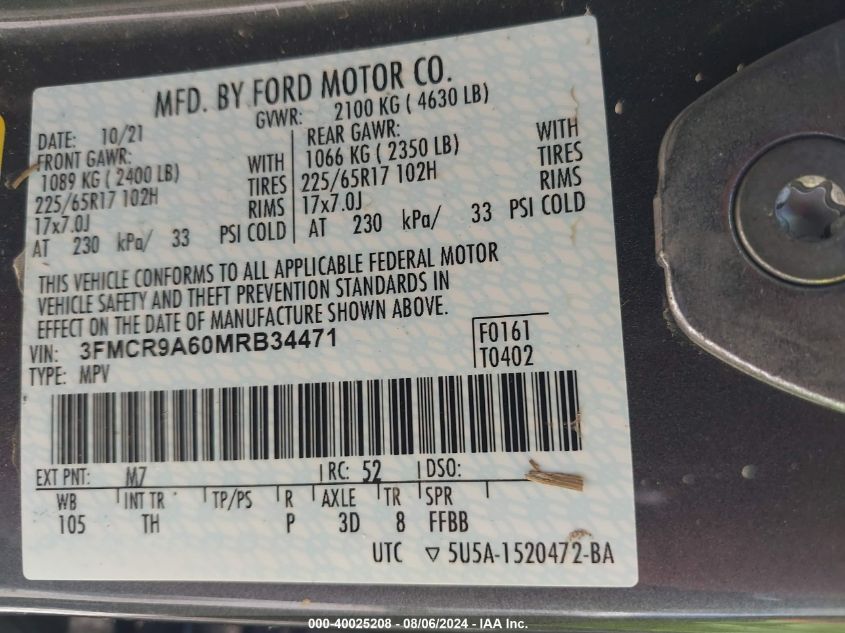 MFD. BY FORD MOTOR CO.
DATE: 10/21 GVWR: 2100 KG ( 4630 LB)
FRONT GAWR: WITH REAR GAWR: WITH
1089 KG ( 2400 LB) TIRES 1066 KG ( 2350 LB) TIRES
225/65R17 102H RIMS 225/65R17 102H RIMS
17x7.0J 17x7.0J
AT 230 kPa/ 33 PSI COLD AT 230 kPa/ 33 PSI COLD
THIS VEHICLE CONFORMS TO ALL APPLICABLE FEDERAL MOTOR
VEHICLE SAFETY AND THEFT PREVENTION STANDARDS IN
EFFECT ON THE DATE OF MANUFACTURE SHOWN ABOVE.
VIN: 3FMCR9A60MRB34471 F0161
TYPE: MPV T0402
EXT PNT: M7 RC: 52 DSO:
WB INT TR TP/PS R AXLE TR SPR
105 TH P 3D 8 FFBB
UTC ▽ 5U5A-1520472-BA
000-40025208 - 08/06/2024 - IAA Inc.